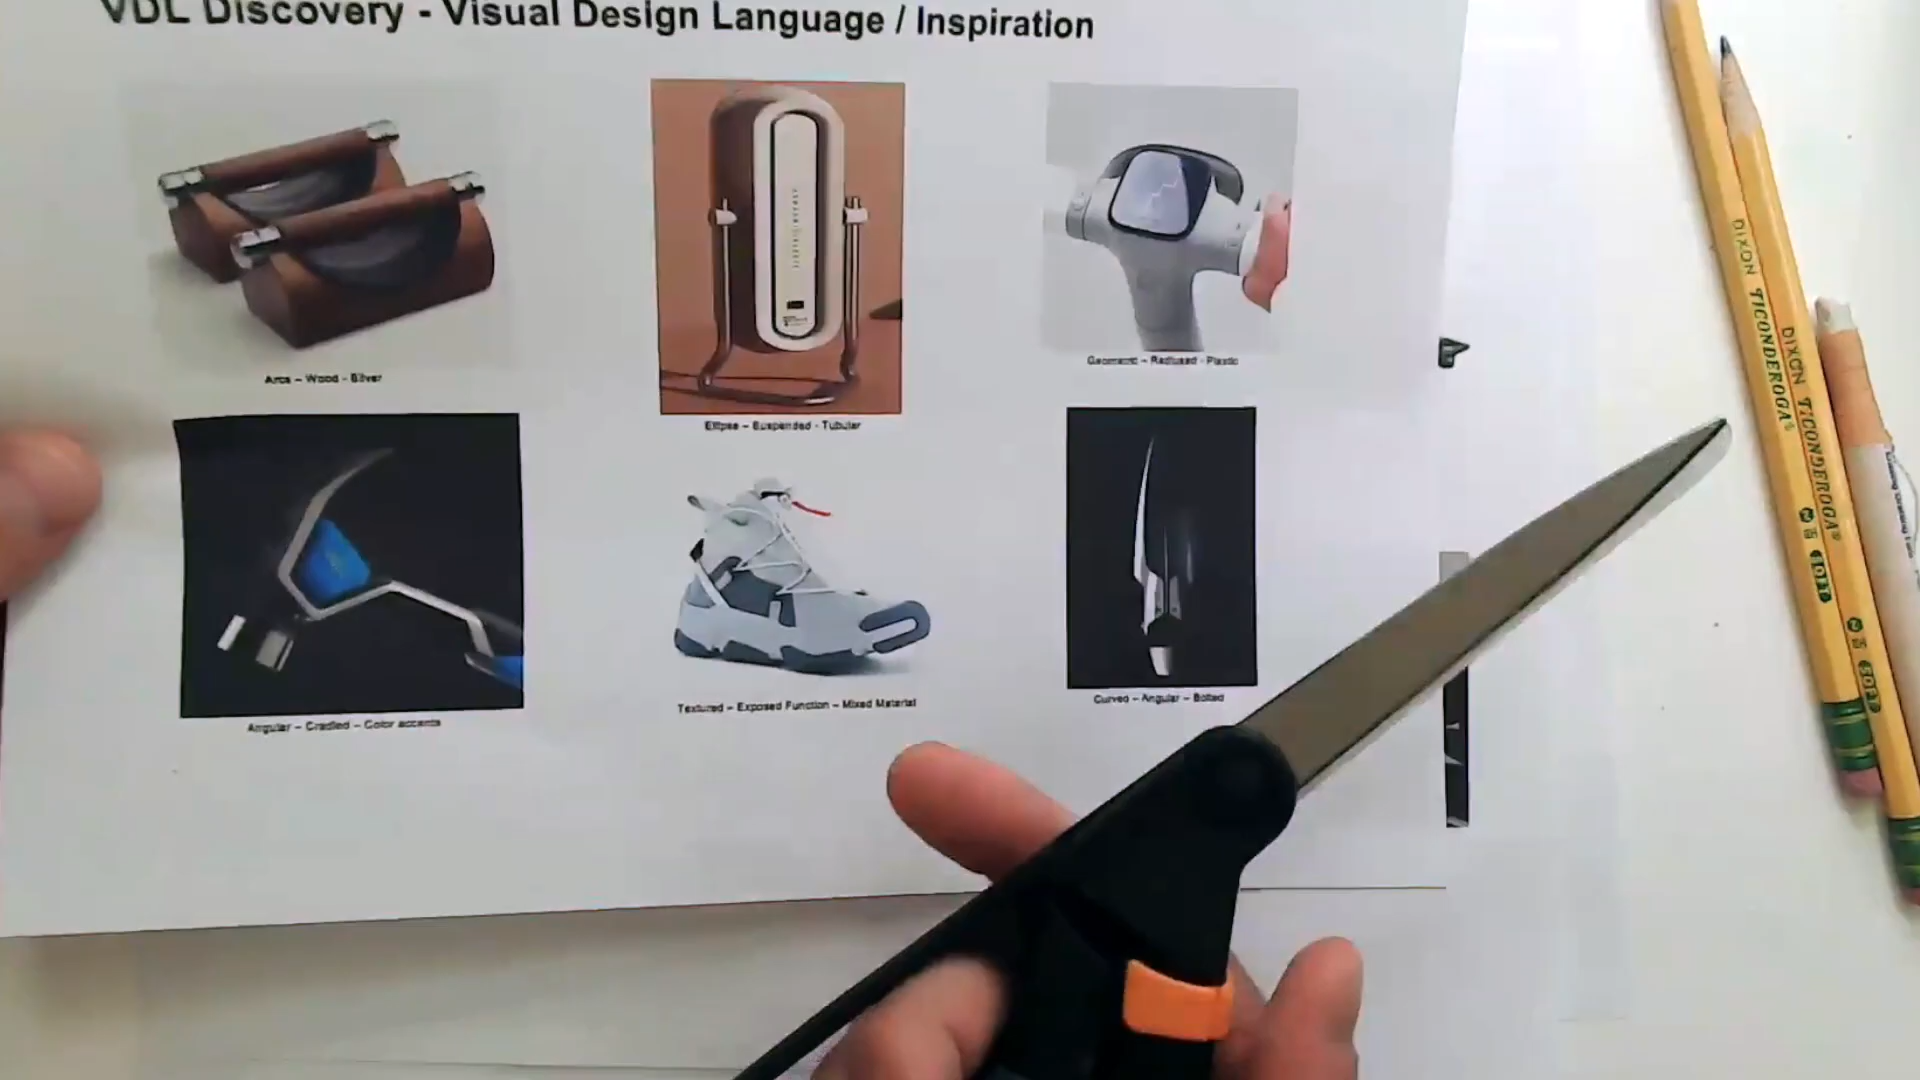 VDL Discovery - Visual Design Language / Inspiration
Arcs – Wood - Silver
Ellipse – Suspended - Tubular
Geometric – Radiused - Plastic
Angular – Cradled – Color accents
Textured – Exposed Function – Mixed Material
Curved – Angular – Bolted
DIXON TICONDEROGA®
DIXON TICONDEROGA®